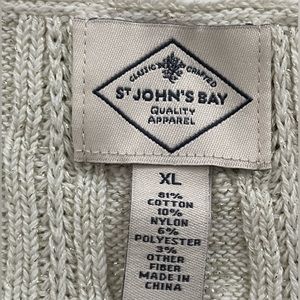 CLASSIC CRAFTED
ST JOHN'S BAY
QUALITY
APPAREL
XL
81%
COTTON
10%
NYLON
6%
POLYESTER
3%
OTHER
FIBER
MADE IN
CHINA